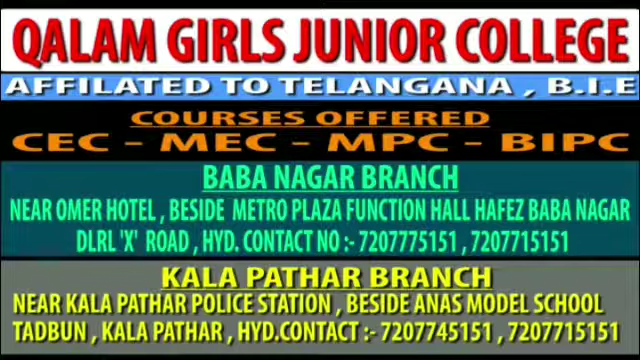 QALAM GIRLS JUNIOR COLLEGE
AFFILATED TO TELANGANA , B.I.E
COURSES OFFERED
CEC - MEC - MPC - BIPC
BABA NAGAR BRANCH
NEAR OMER HOTEL , BESIDE METRO PLAZA FUNCTION HALL HAFEZ BABA NAGAR
DLRL 'X' ROAD , HYD. CONTACT NO :- 7207775151 , 7207715151
KALA PATHAR BRANCH
NEAR KALA PATHAR POLICE STATION , BESIDE ANAS MODEL SCHOOL
TADBUN , KALA PATHAR , HYD.CONTACT :- 7207745151 , 7207715151